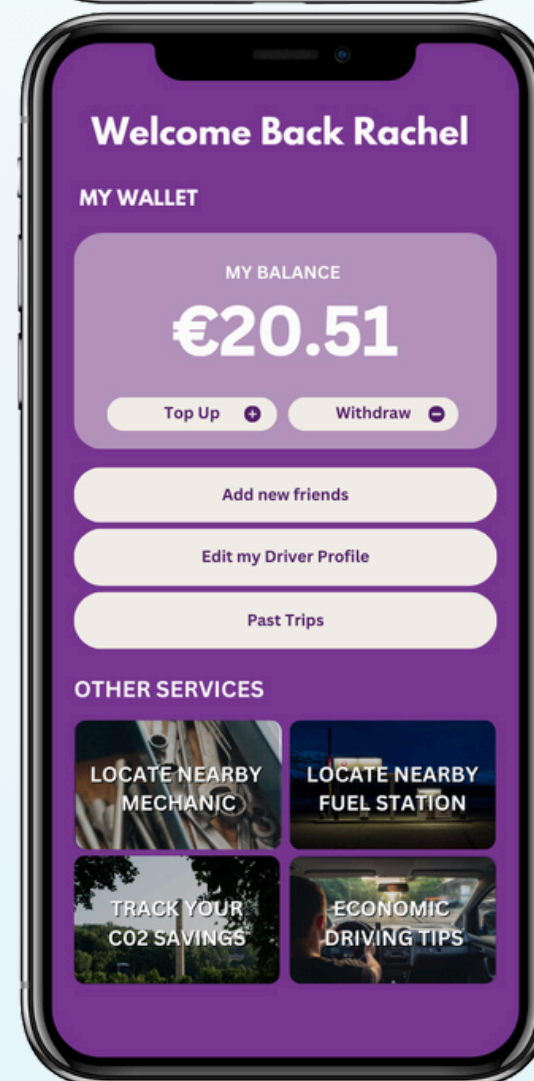 Welcome Back Rachel
MY WALLET
MY BALANCE
€20.51
Top Up
Withdraw
Add new friends
Edit my Driver Profile
Past Trips
OTHER SERVICES
LOCATE NEARBY
MECHANIC
LOCATE NEARBY
FUEL STATION
TRACK YOUR
CO2 SAVINGS
ECONOMIC
DRIVING TIPS